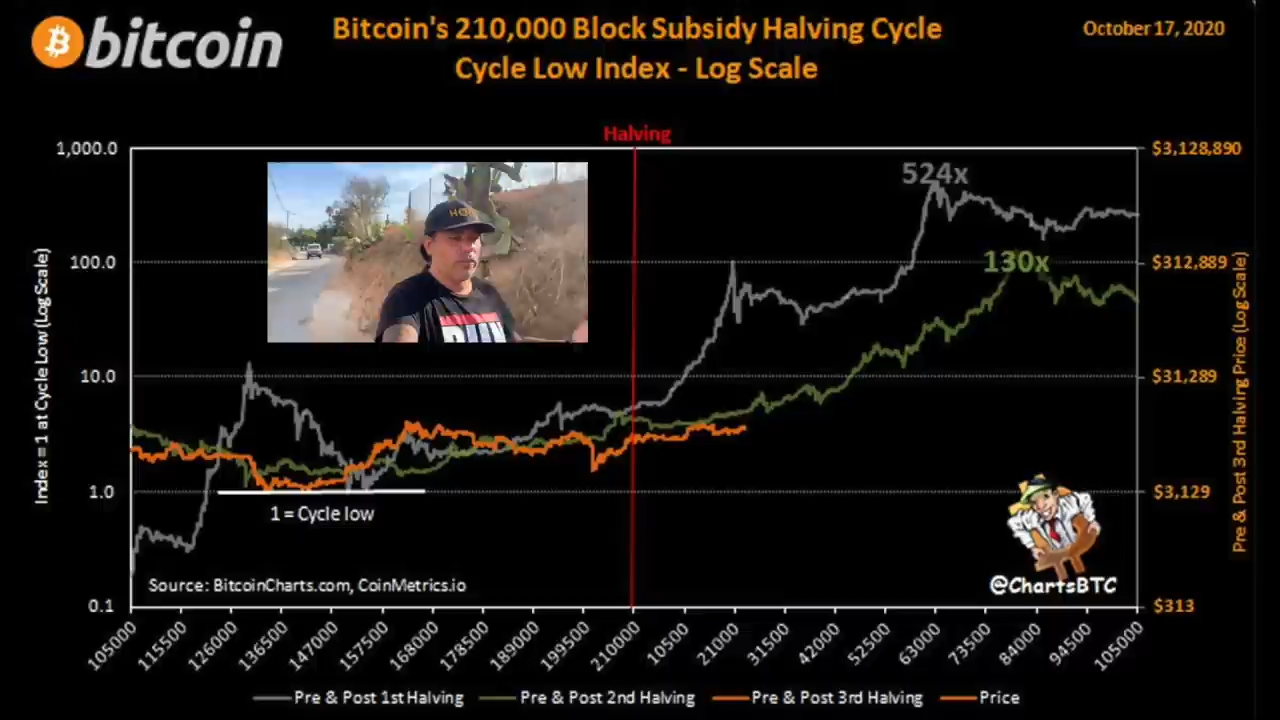 bitcoin
Bitcoin's 210,000 Block Subsidy Halving Cycle
Cycle Low Index - Log Scale
October 17, 2020
Halving
1,000.0
100.0
10.0
1.0
0.1
Index = 1 at Cycle Low (Log Scale)
$3,128,890
$312,889
$31,289
$3,129
$313
Pre & Post 3rd Halving Price (Log Scale)
524x
130x
1 = Cycle low
Source: BitcoinCharts.com, CoinMetrics.io
@ChartsBTC
105000 115500 126000 136500 147000 157500 168000 178500 189000 199500 210000 10500 21000 31500 42000 52500 63000 73500 84000 94500 105000
Pre & Post 1st Halving Pre & Post 2nd Halving Pre & Post 3rd Halving Price